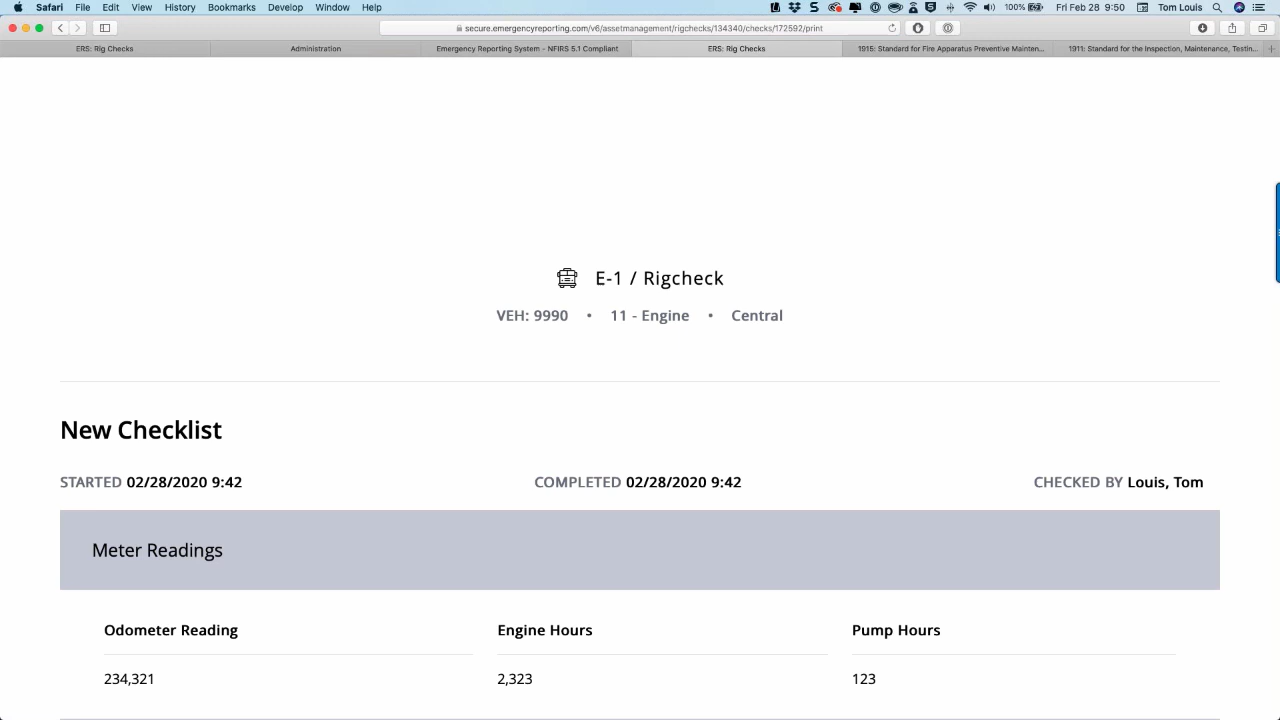 Safari File Edit View History Bookmarks Develop Window Help 100% Fri Feb 28 9:50 Tom Louis
secure.emergencyreporting.com/v6/assetmanagement/rigchecks/134340/checks/172592/print
ERS: Rig Checks Administration Emergency Reporting System - NFIRS 5.1 Compliant ERS: Rig Checks 1915: Standard for Fire Apparatus Preventive Mainten... 1911: Standard for the Inspection, Maintenance, Testin...
E-1 / Rigcheck
VEH: 9990 • 11 - Engine • Central
New Checklist
STARTED 02/28/2020 9:42 COMPLETED 02/28/2020 9:42 CHECKED BY Louis, Tom
Meter Readings
Odometer Reading Engine Hours Pump Hours
234,321 2,323 123